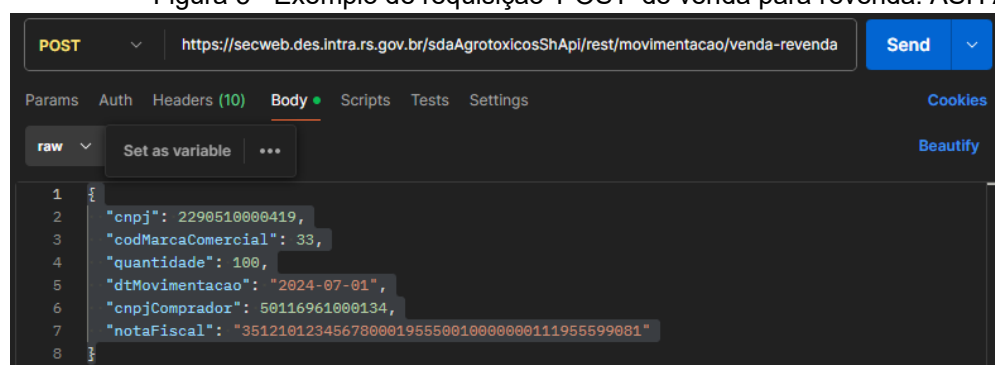 POST https://secweb.des.intra.rs.gov.br/sdaAgrotoxicosShApi/rest/movimentacao/venda-revenda Send
Params Auth Headers (10) Body Scripts Tests Settings Cookies
raw Set as variable ••• Beautify
1 {
2 "cnpj": 2290510000419,
3 "codMarcaComercial": 33,
4 "quantidade": 100,
5 "dtMovimentacao": "2024-07-01",
6 "cnpjComprador": 50116961000134,
7 "notaFiscal": "35121012345678000195550010000000111955599081"
8 }